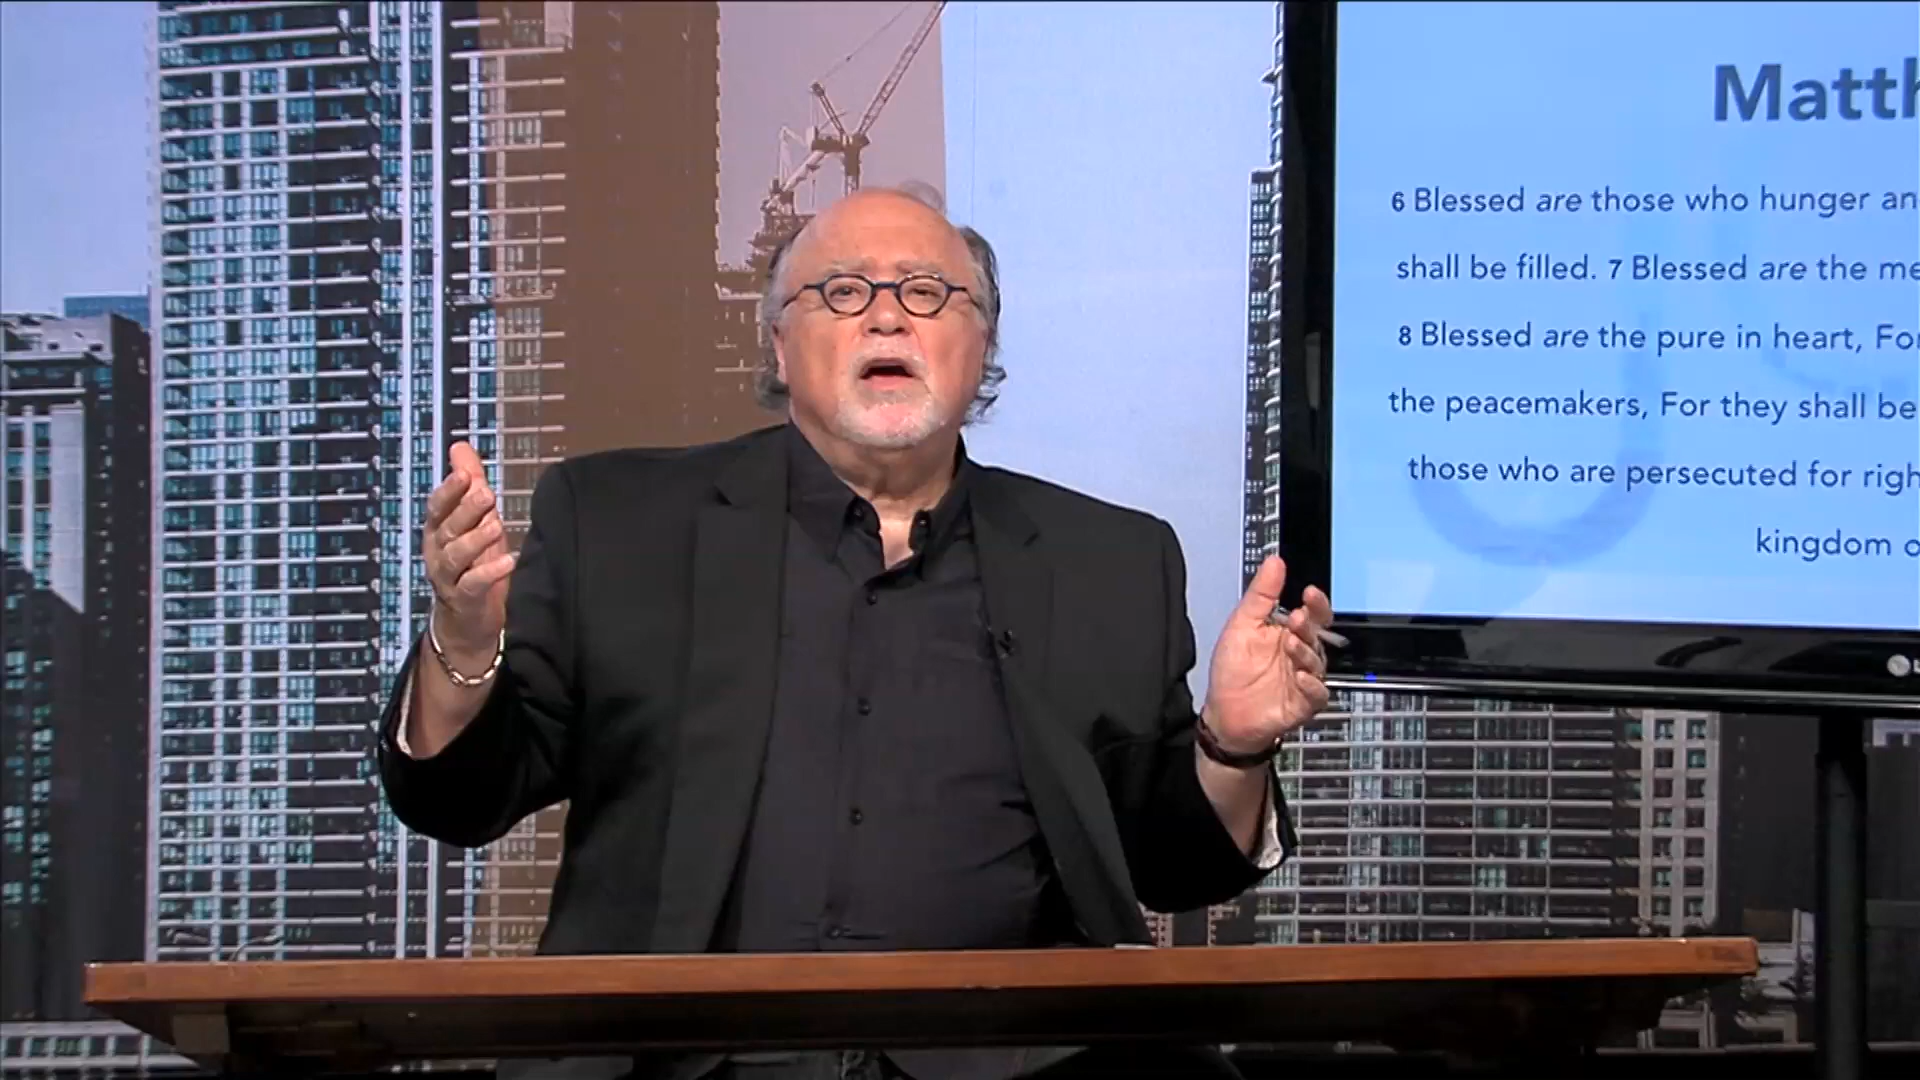 Matth
6 Blessed are those who hunger an
shall be filled. 7 Blessed are the me
8 Blessed are the pure in heart, For
the peacemakers, For they shall be
those who are persecuted for righ
kingdom o